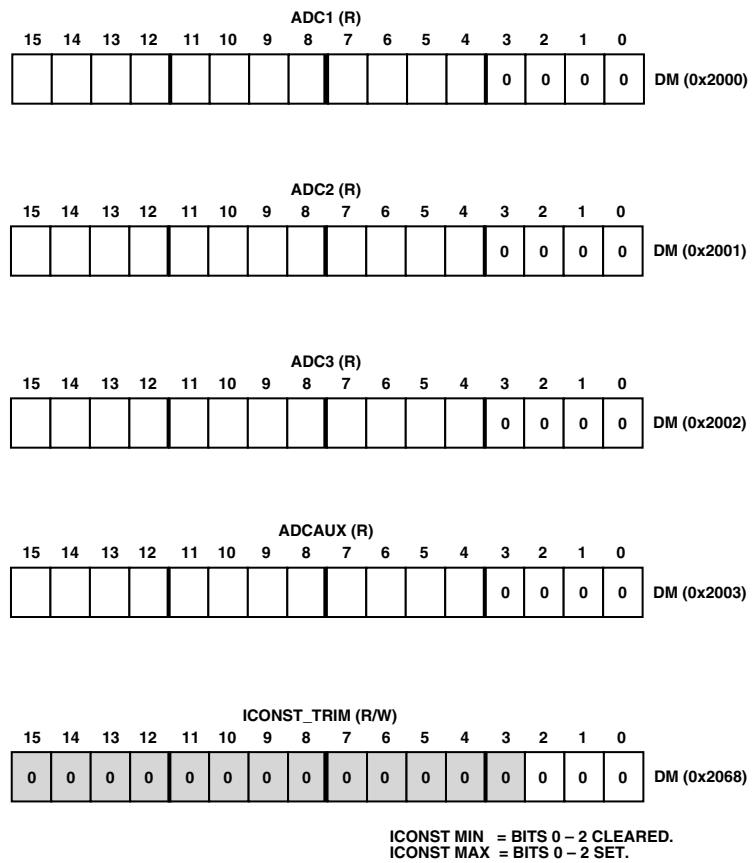 ADC1 (R)
15 14 13 12 11 10 9 8 7 6 5 4 3 2 1 0
0 0 0 0 DM (0x2000)
ADC2 (R)
15 14 13 12 11 10 9 8 7 6 5 4 3 2 1 0
0 0 0 0 DM (0x2001)
ADC3 (R)
15 14 13 12 11 10 9 8 7 6 5 4 3 2 1 0
0 0 0 0 DM (0x2002)
ADCAUX (R)
15 14 13 12 11 10 9 8 7 6 5 4 3 2 1 0
0 0 0 0 DM (0x2003)
ICONST_TRIM (R/W)
15 14 13 12 11 10 9 8 7 6 5 4 3 2 1 0
0 0 0 0 0 0 0 0 0 0 0 0 0 0 0 0 DM (0x2068)
ICONST MIN = BITS 0 – 2 CLEARED.
ICONST MAX = BITS 0 – 2 SET.